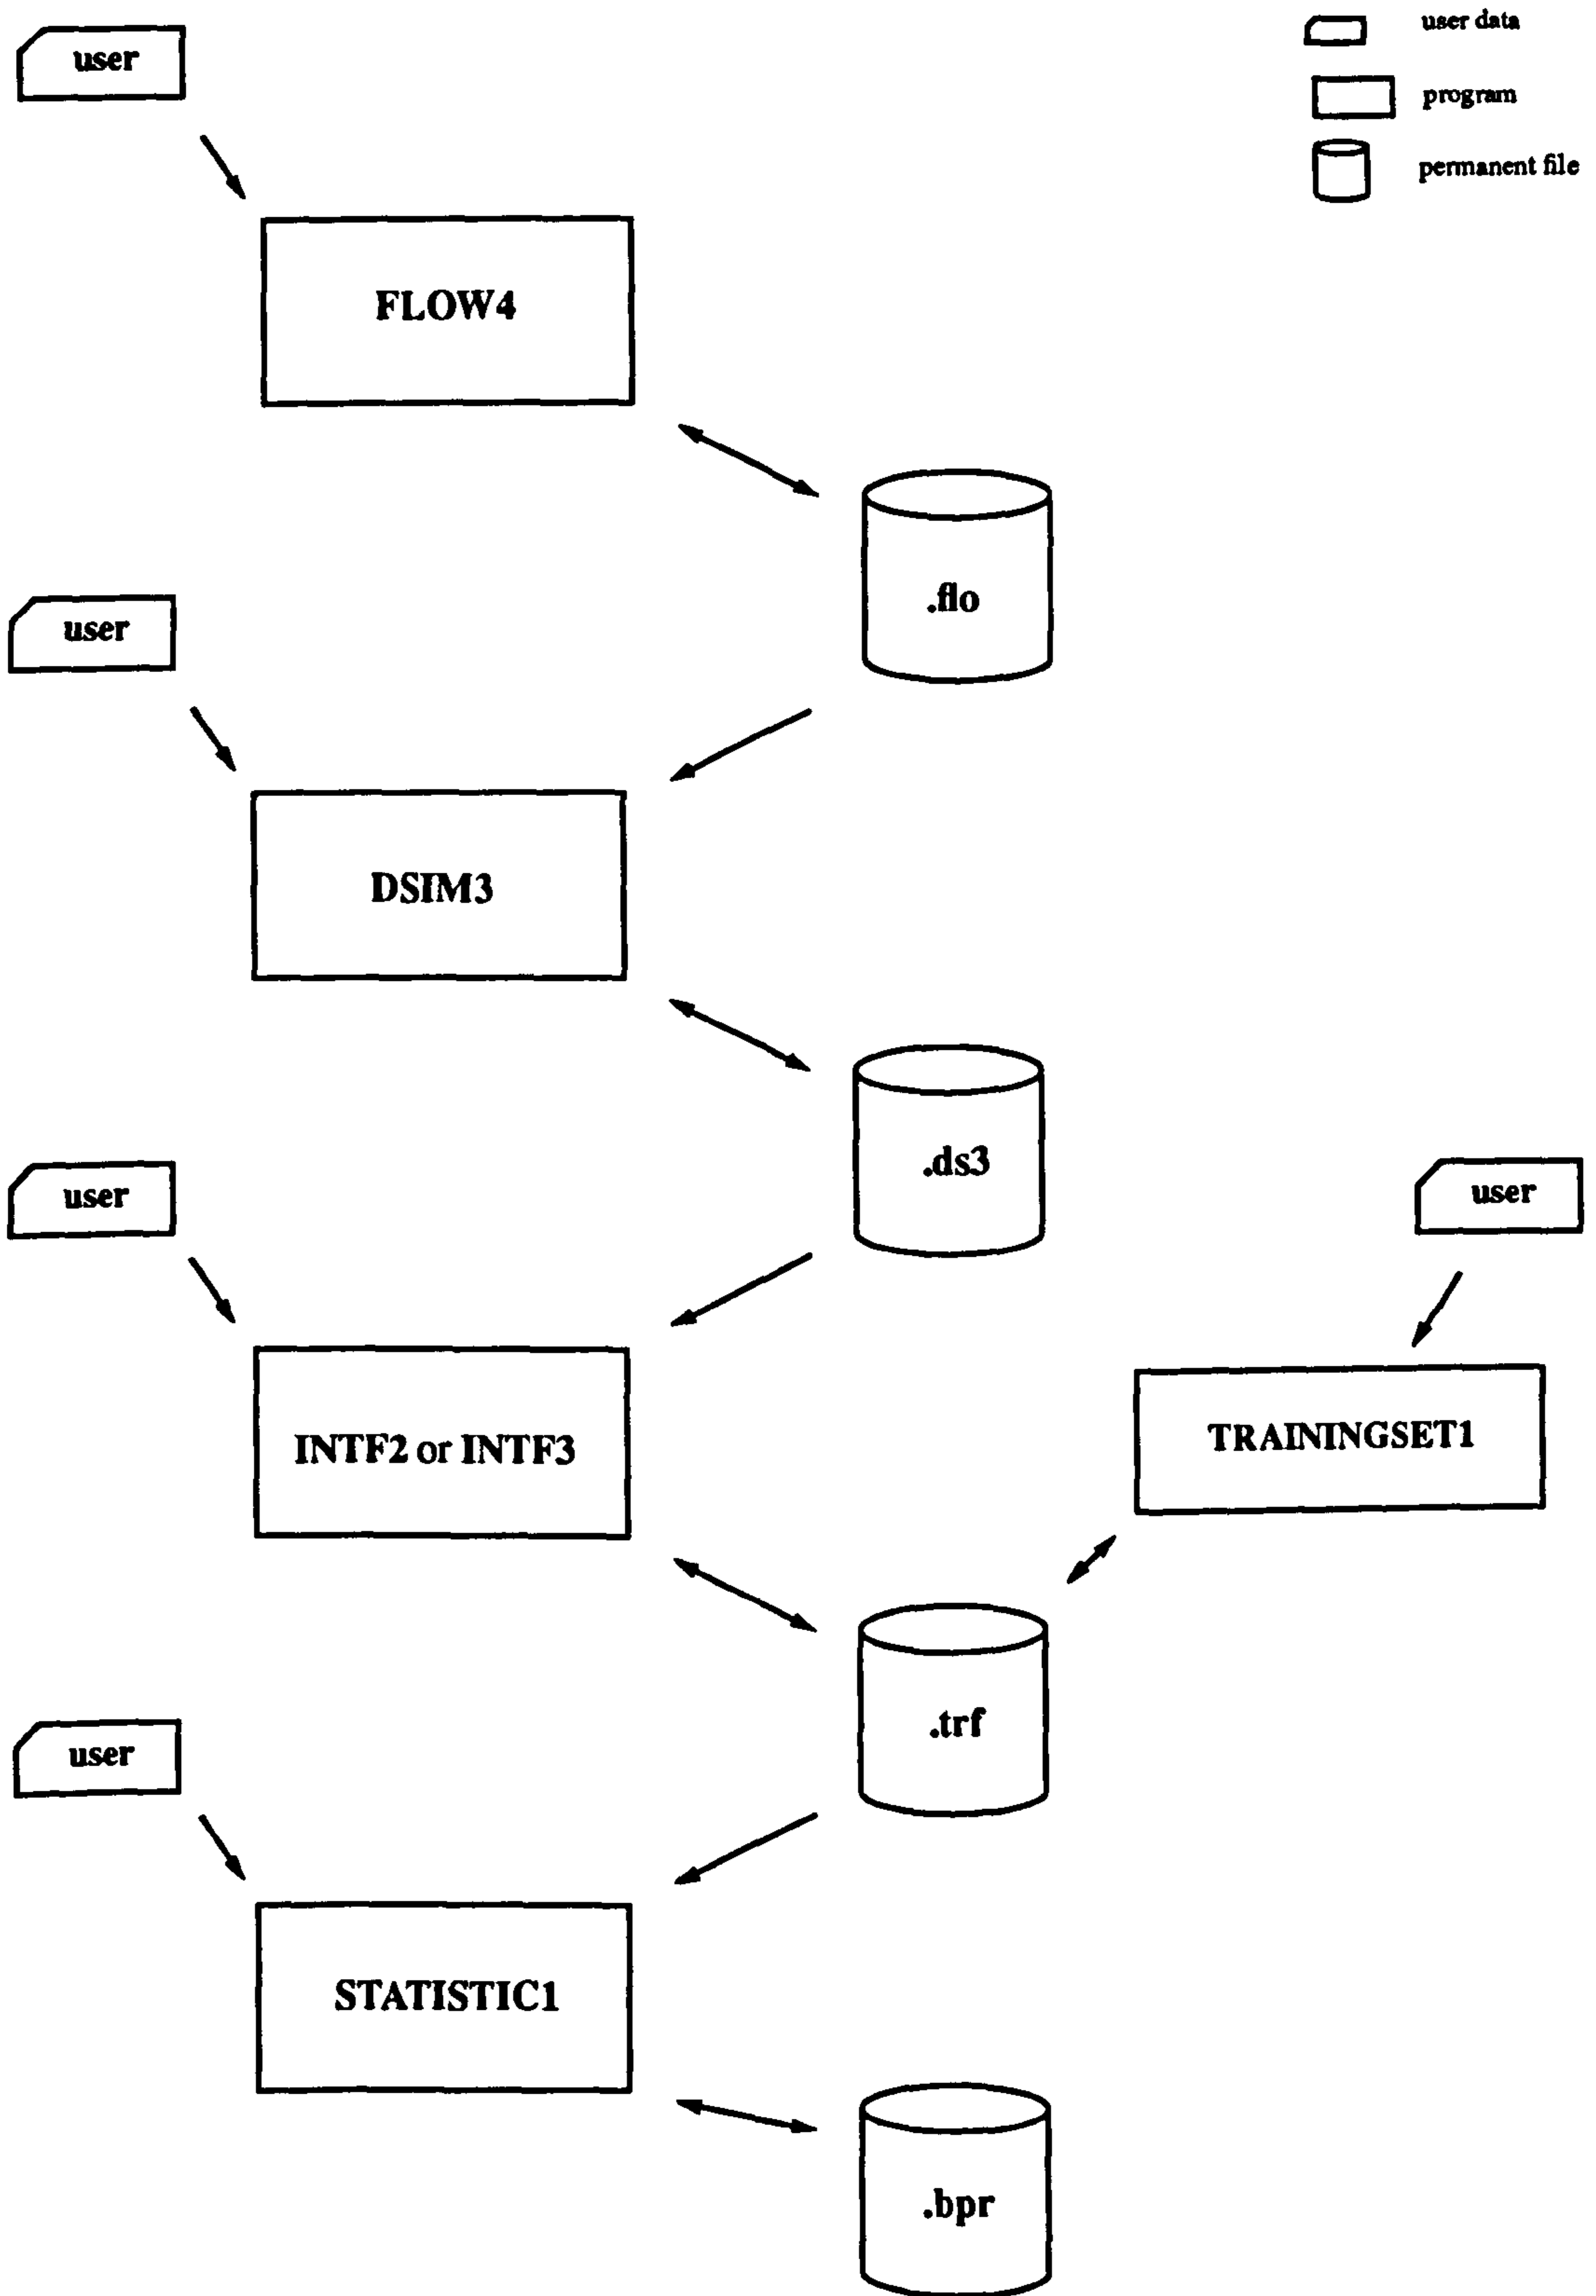 user
user data
program
permanent file
FLOW4
.flo
user
DSIM3
.ds3
user
user
INTF2 or INTF3
TRAININGSET1
.trf
user
STATISTIC1
.bpr